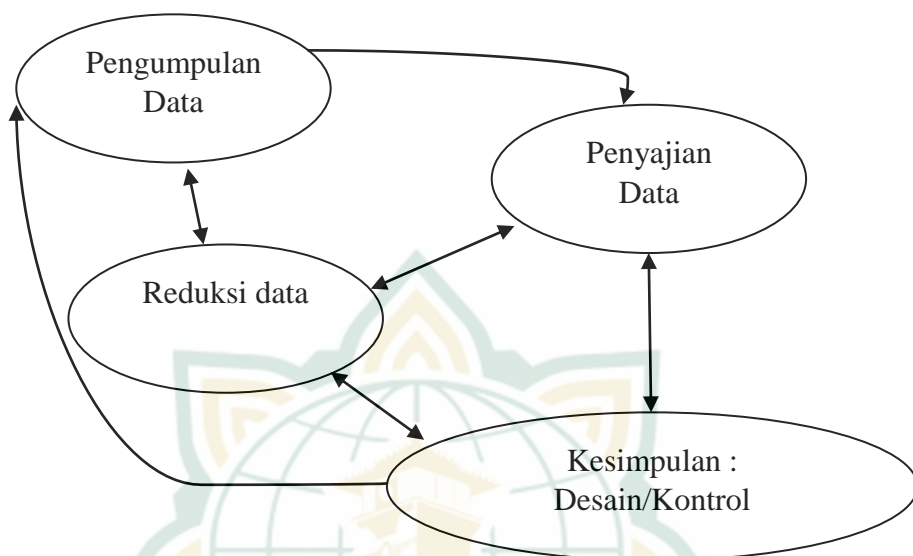 Pengumpulan
Data
Penyajian
Data
Reduksi data
Kesimpulan :
Desain/Kontrol